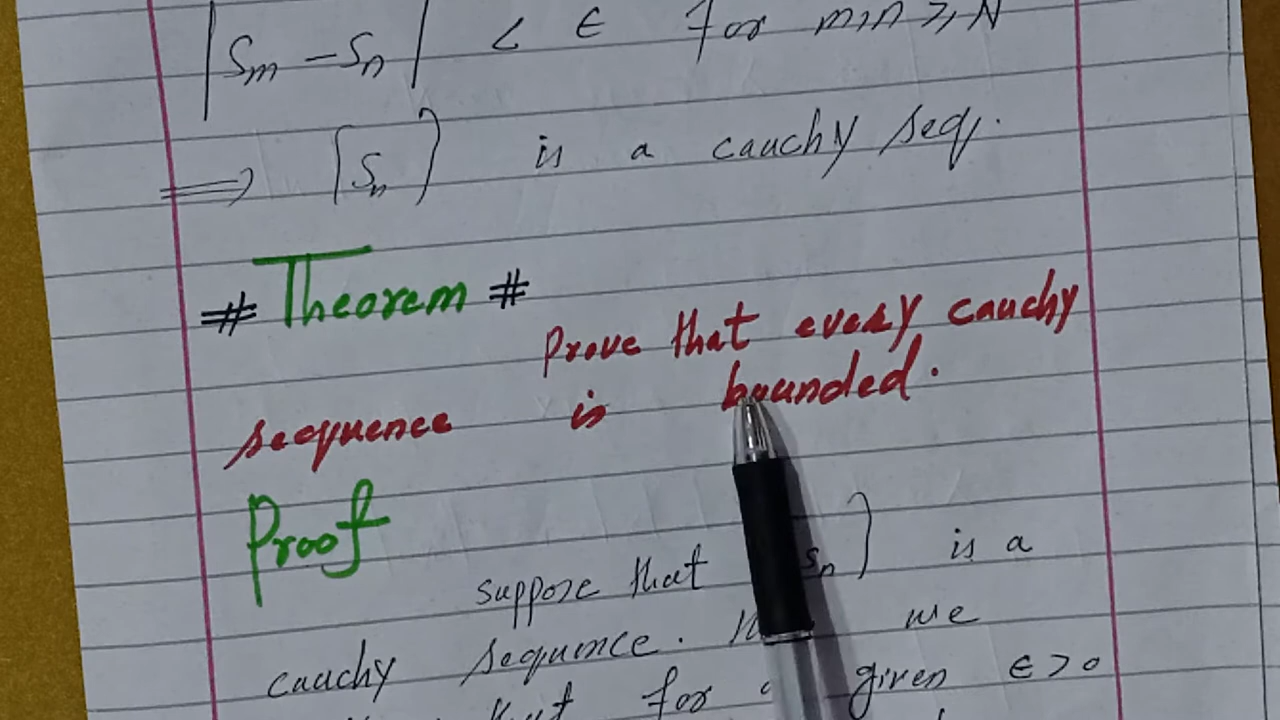 |Sm - Sn| < ε for m,n ≥ N
⟹ {Sn} is a cauchy seq.
# Theorem #
Prove that every cauchy
sequence is bounded.
Proof
suppose that sn} is a
cauchy sequence. we
for given ε>0